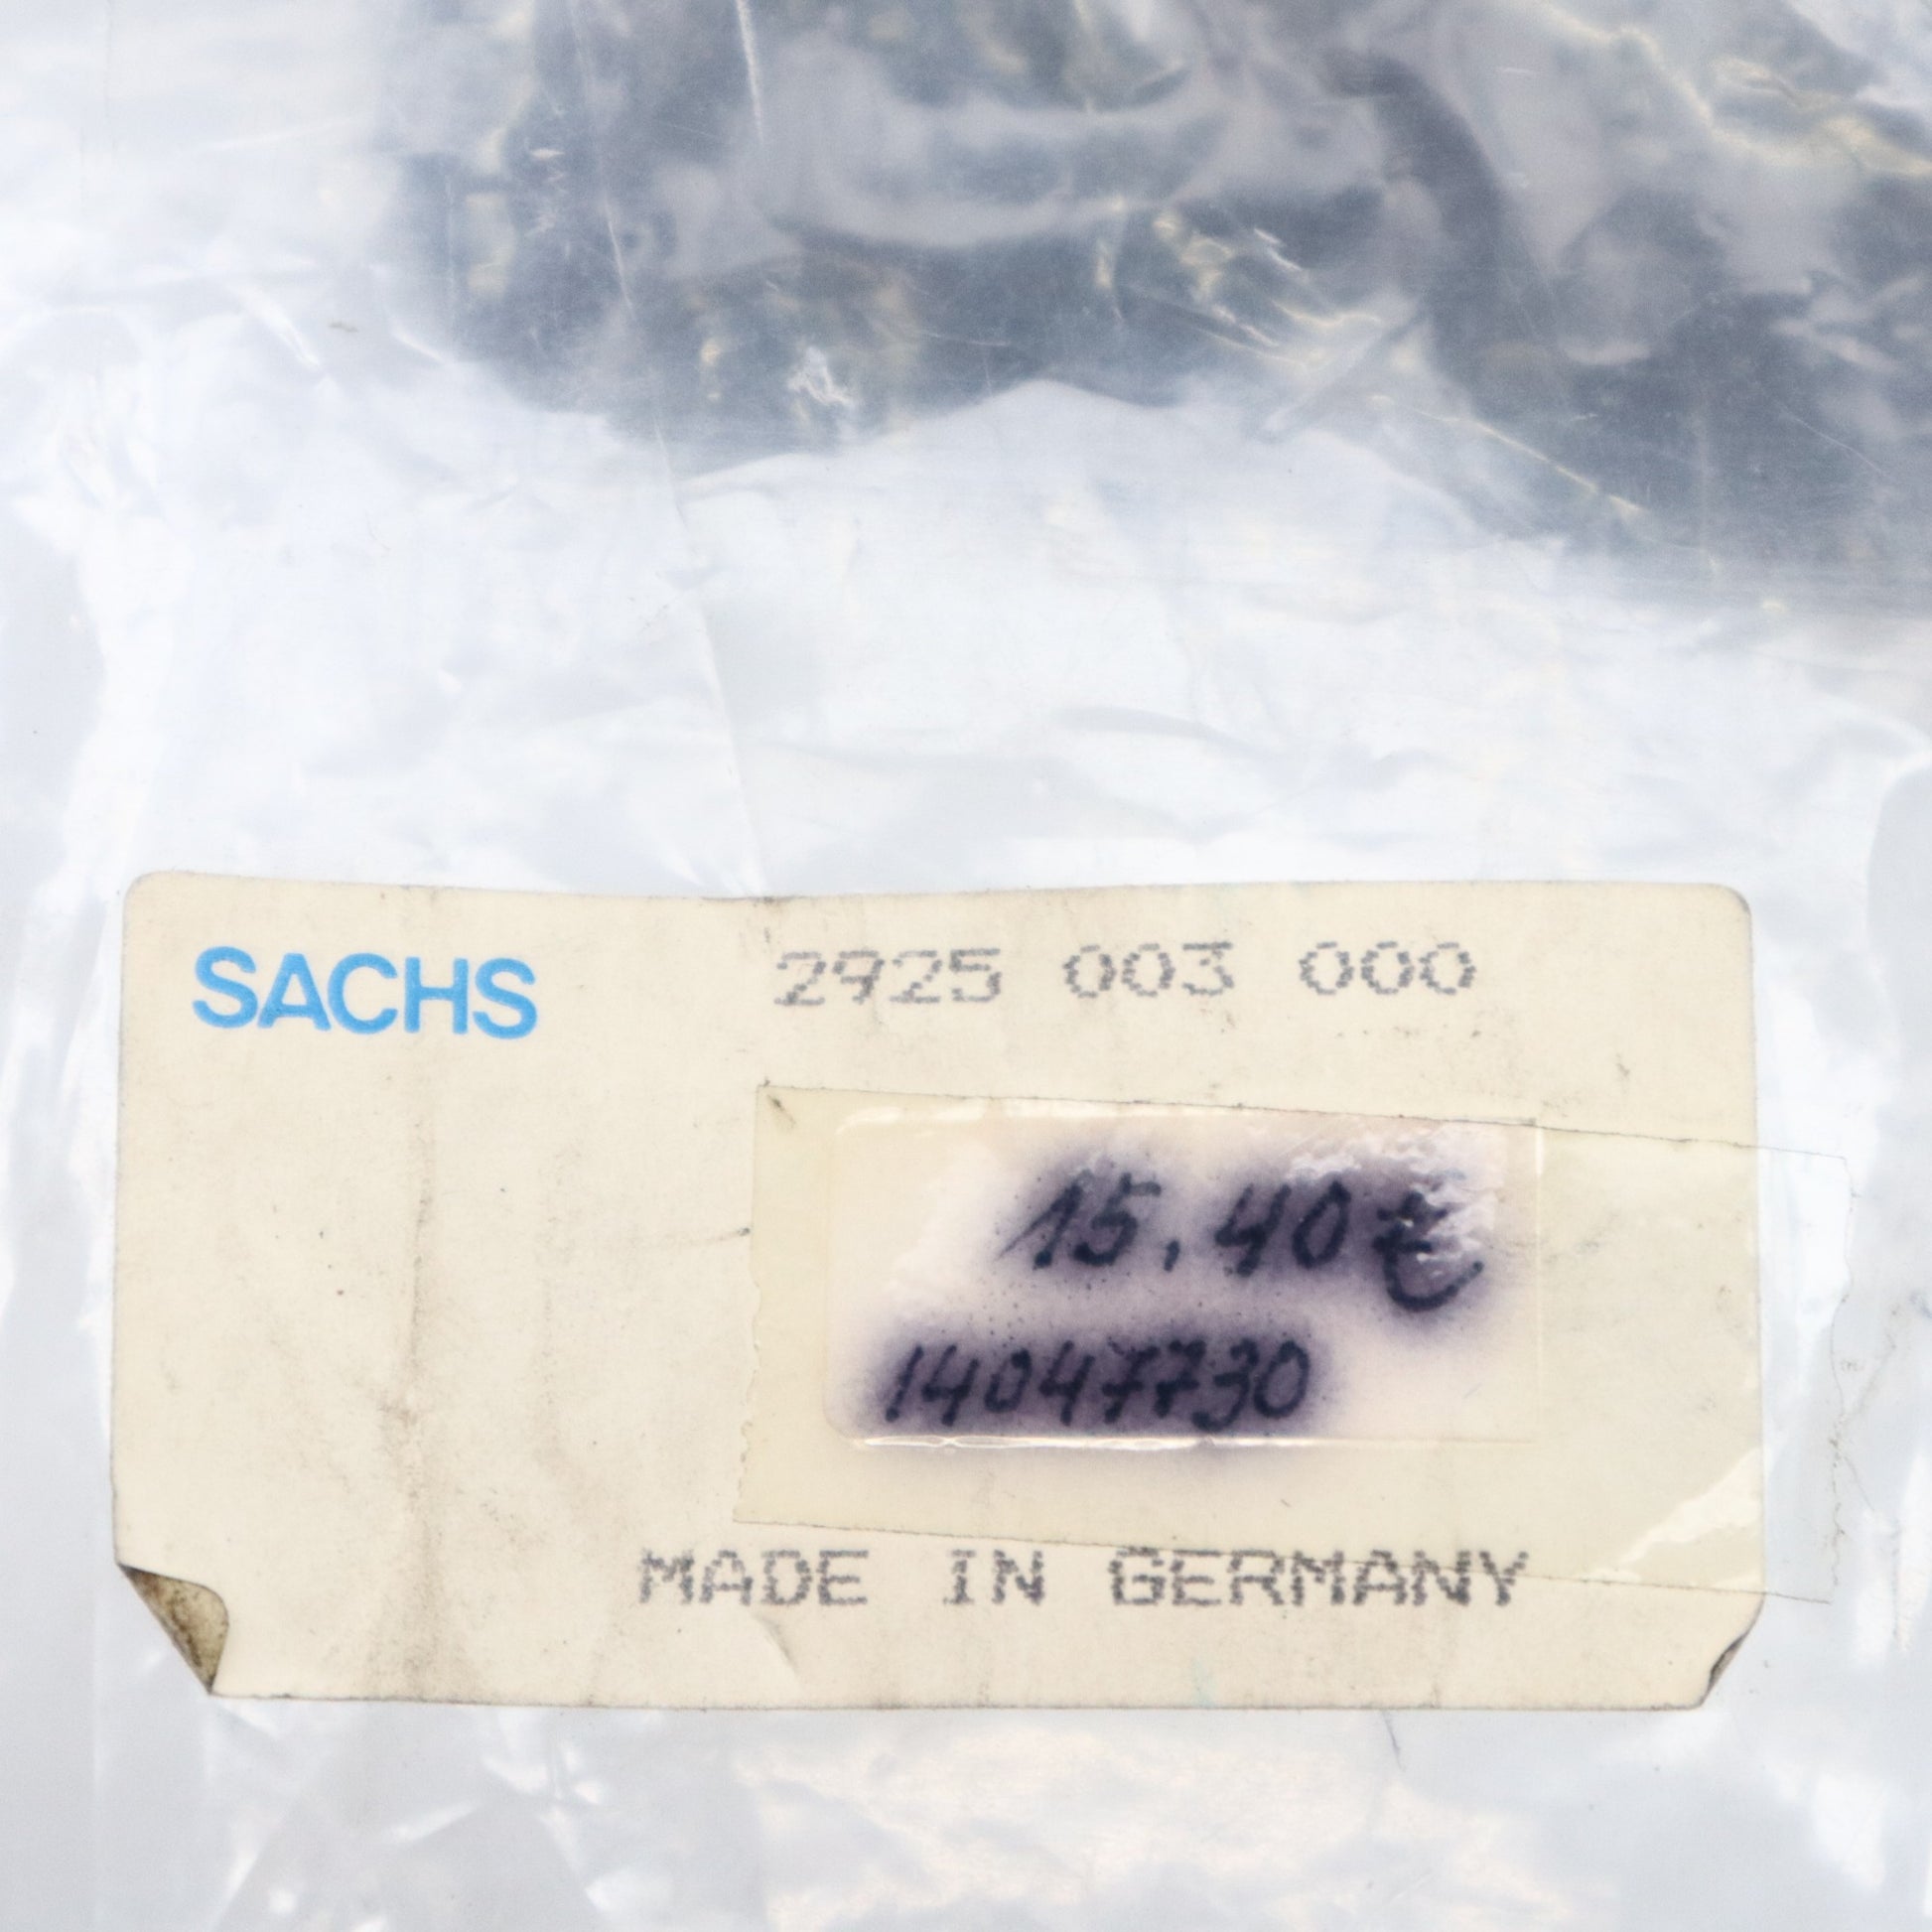 SACHS 2925 003 000
15,40 €
14047730
MADE IN GERMANY